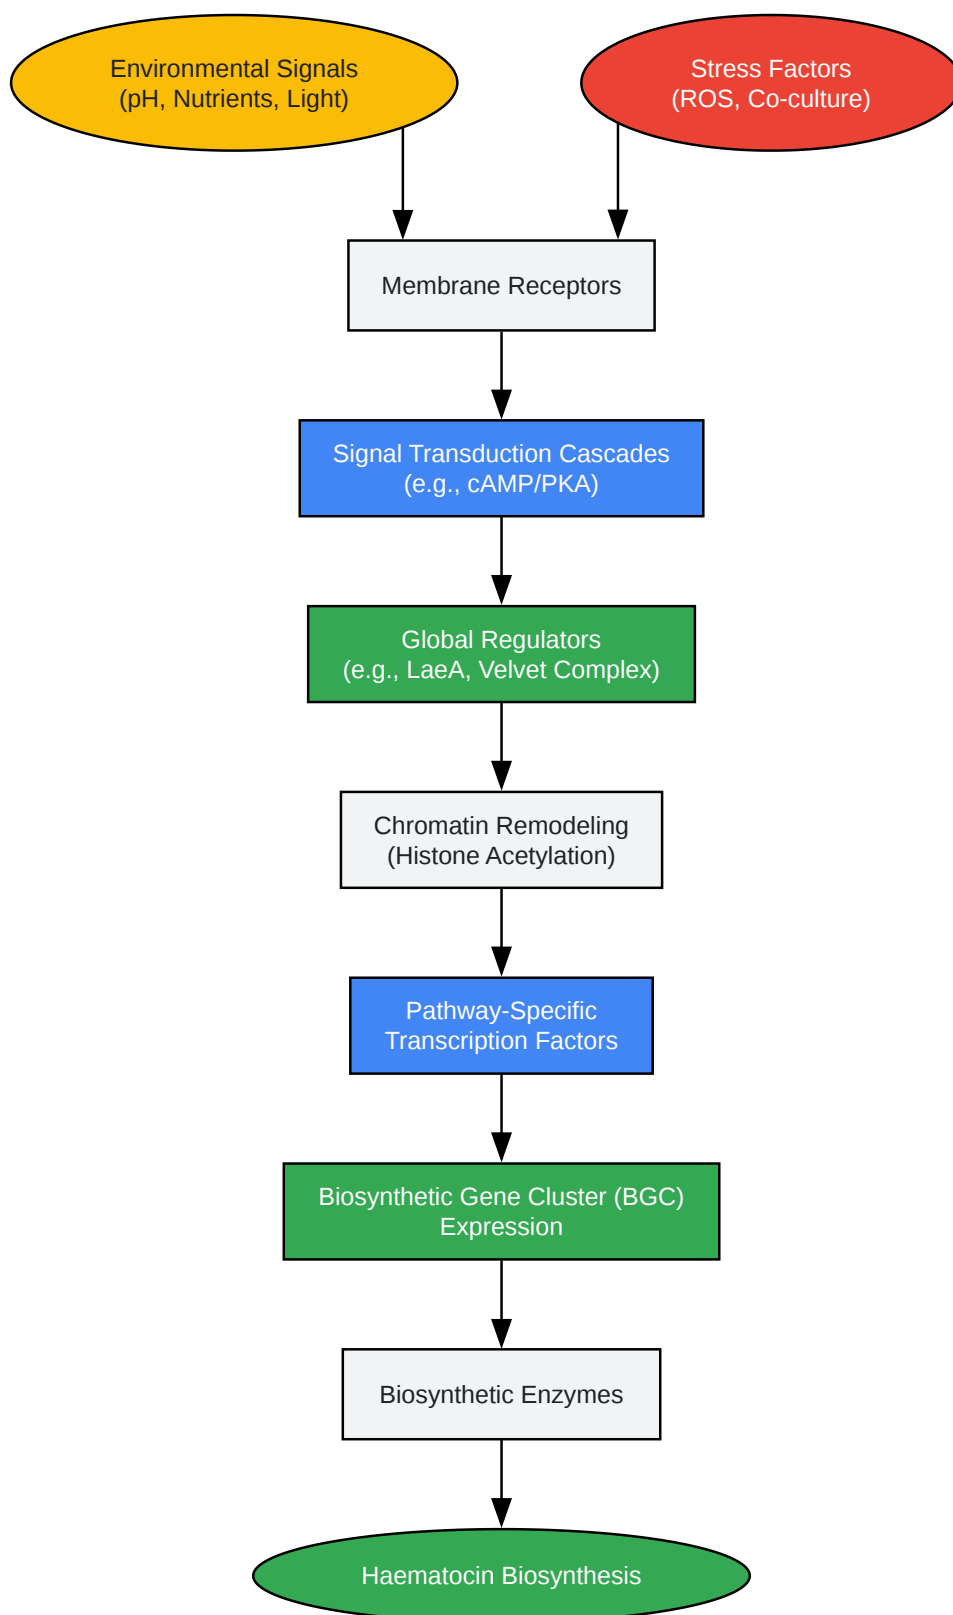 Environmental Signals
(pH, Nutrients, Light)
Stress Factors
(ROS, Co-culture)
Membrane Receptors
Signal Transduction Cascades
(e.g., cAMP/PKA)
Global Regulators
(e.g., LaeA, Velvet Complex)
Chromatin Remodeling
(Histone Acetylation)
Pathway-Specific
Transcription Factors
Biosynthetic Gene Cluster (BGC)
Expression
Biosynthetic Enzymes
Haematocin Biosynthesis